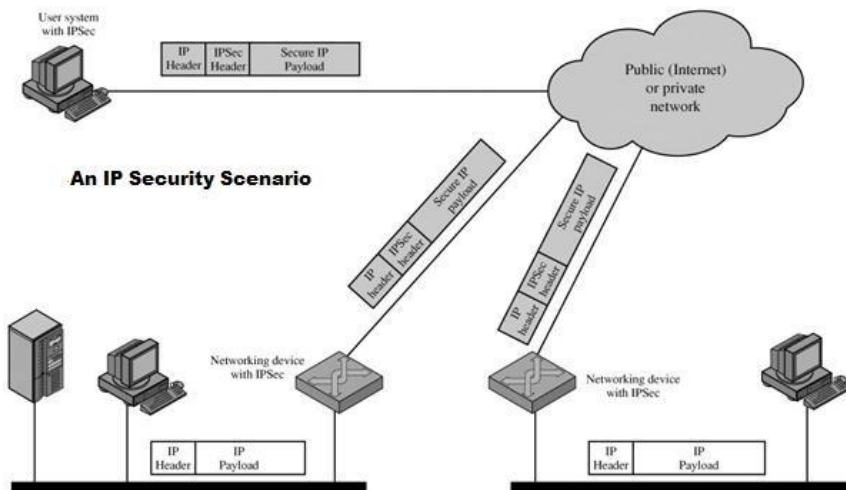 User system
with IPSec
IP
Header
IPSec
Header
Secure IP
Payload
Public (Internet)
or private
network
An IP Security Scenario
IP
header
IPSec
header
Secure IP
payload
IP
header
IPSec
header
Secure IP
payload
Networking device
with IPSec
Networking device
with IPSec
IP
Header
IP
Payload
IP
Header
IP
Payload